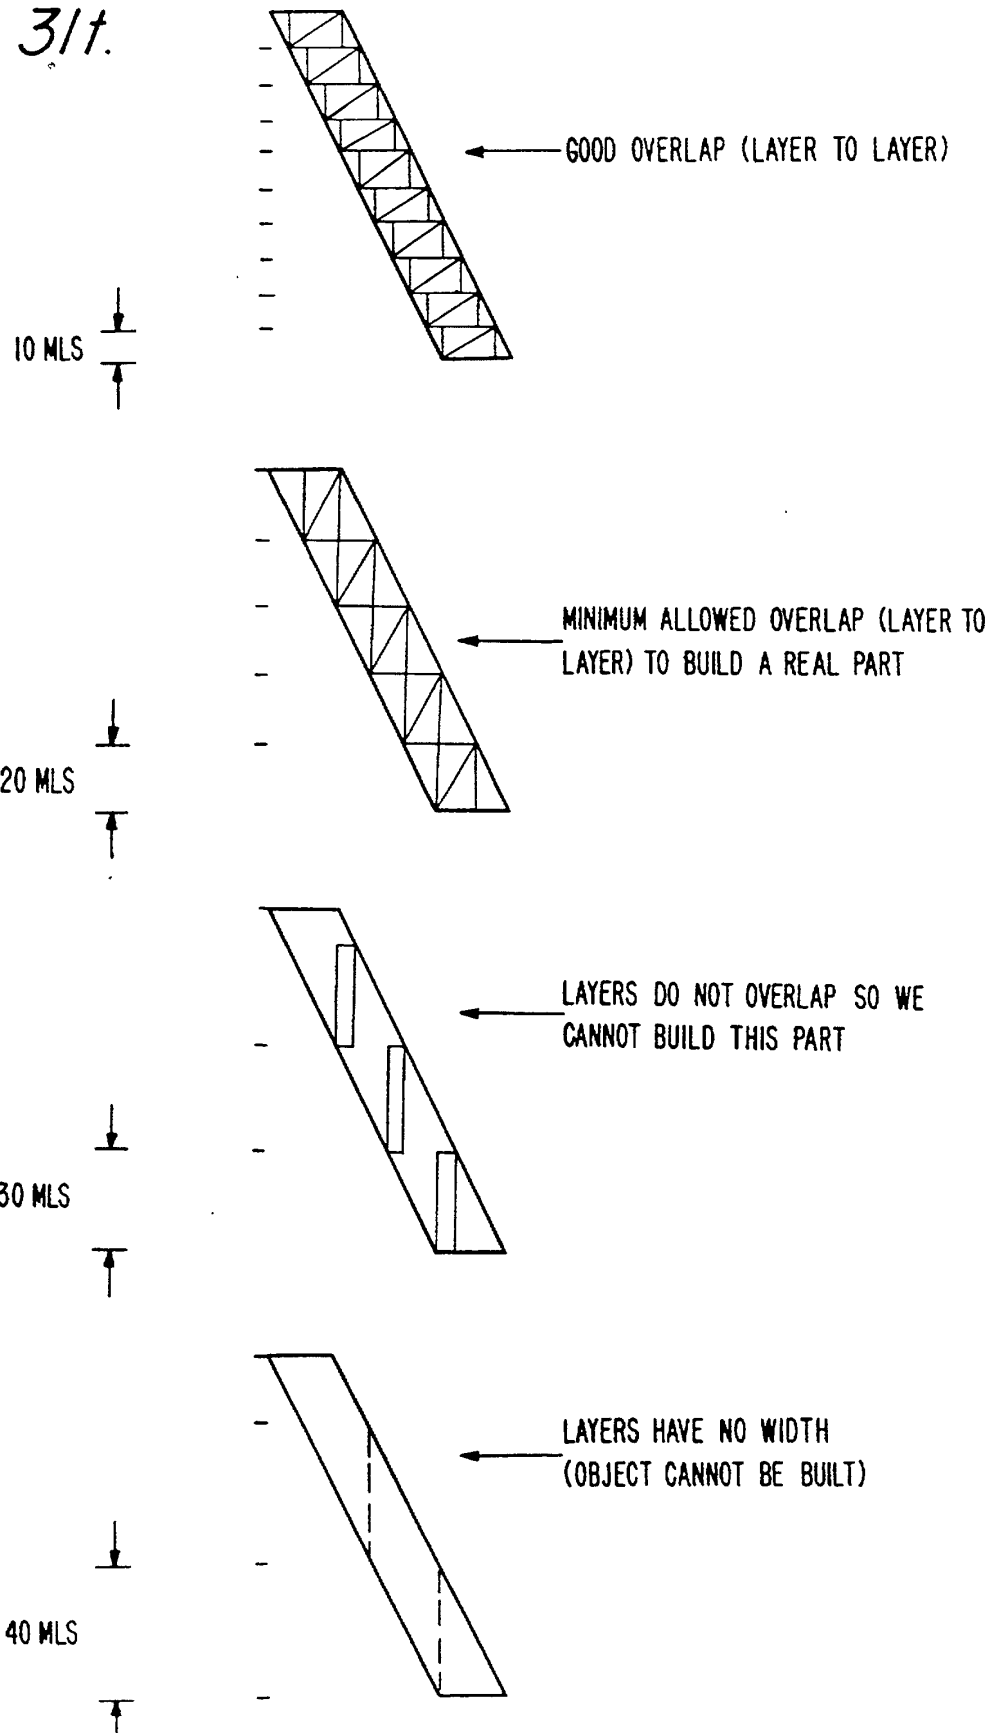 31t.
GOOD OVERLAP (LAYER TO LAYER)
10 MLS
MINIMUM ALLOWED OVERLAP (LAYER TO
LAYER) TO BUILD A REAL PART
20 MLS
LAYERS DO NOT OVERLAP SO WE
CANNOT BUILD THIS PART
30 MLS
LAYERS HAVE NO WIDTH
(OBJECT CANNOT BE BUILT)
40 MLS